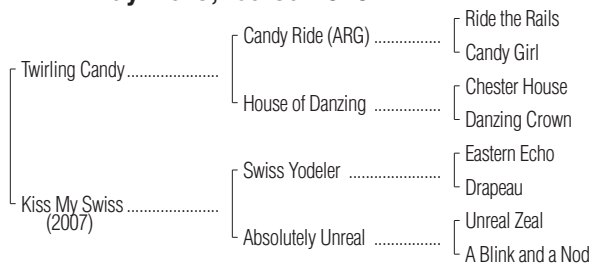 Ride the Rails
Candy Ride (ARG) ................
Candy Girl
Twirling Candy ......................
Chester House
House of Danzing ................
Danzing Crown
Eastern Echo
Swiss Yodeler ......................
Drapeau
Kiss My Swiss ......................
(2007)
Unreal Zeal
Absolutely Unreal ................
A Blink and a Nod